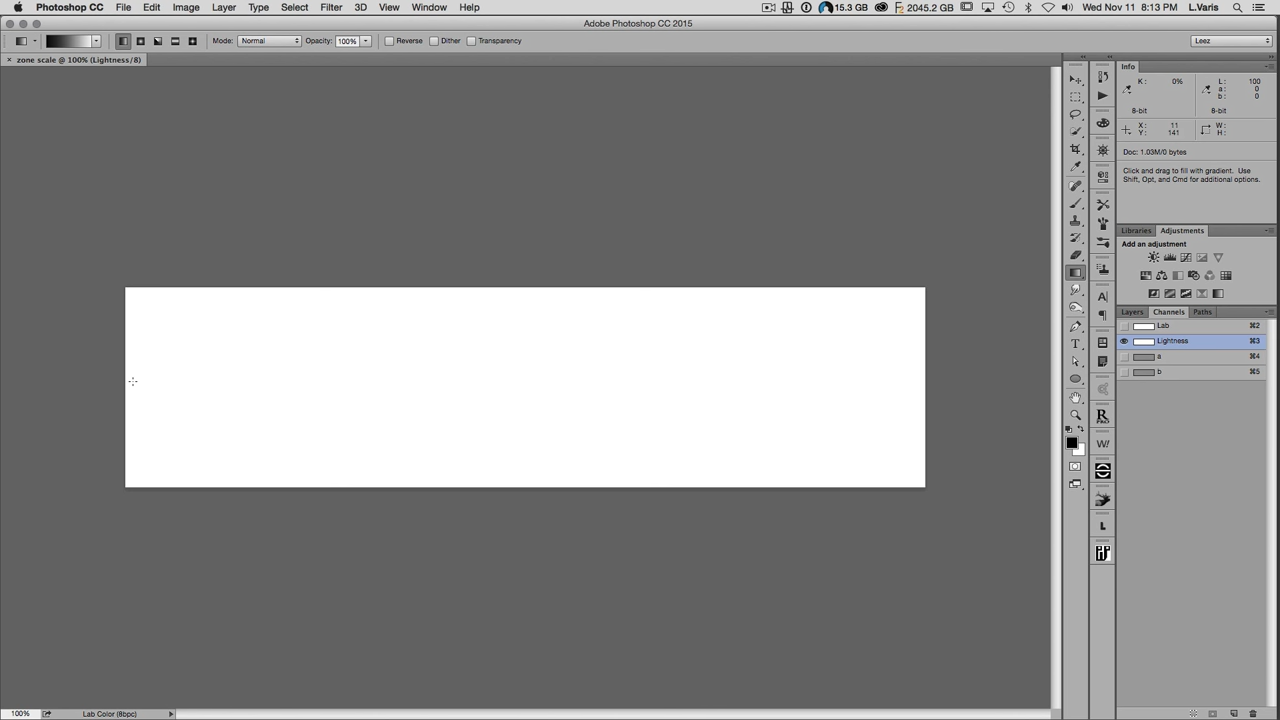 Photoshop CC File Edit Image Layer Type Select Filter 3D View Window Help 15.3 GB 2045.2 GB Wed Nov 11 8:13 PM L.Varis
Adobe Photoshop CC 2015
Mode: Normal Opacity: 100% Reverse Dither Transparency Leez
× zone scale @ 100% (Lightness/8)
Info
K: 0% L: 100
a: 0
b: 0
8-bit 8-bit
X: 11 W:
Y: 141 H:
Doc: 1.03M/0 bytes
Click and drag to fill with gradient. Use
Shift, Opt, and Cmd for additional options.
Libraries Adjustments
Add an adjustment
Layers Channels Paths
Lab ⌘2
Lightness ⌘3
a ⌘4
b ⌘5
100% Lab Color (8bpc)